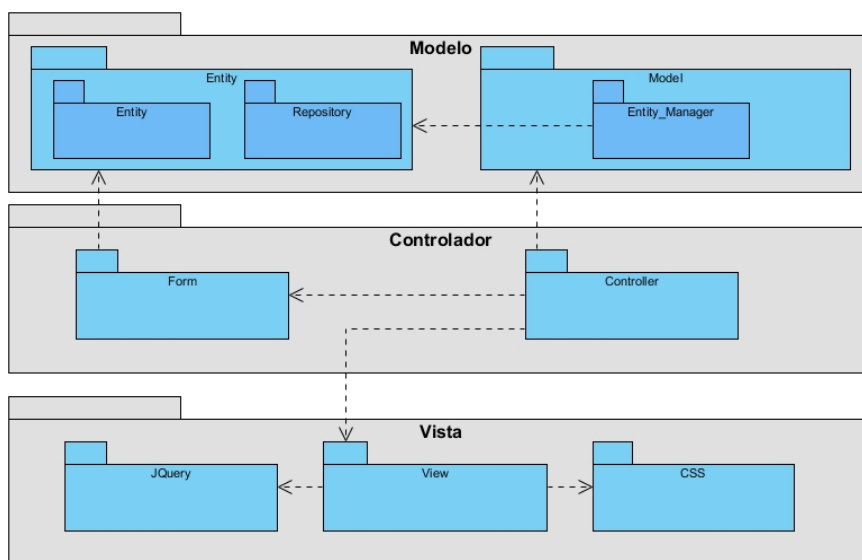 Modelo
Entity
Entity
Repository
Model
Entity_Manager
Controlador
Form
Controller
Vista
JQuery
View
CSS